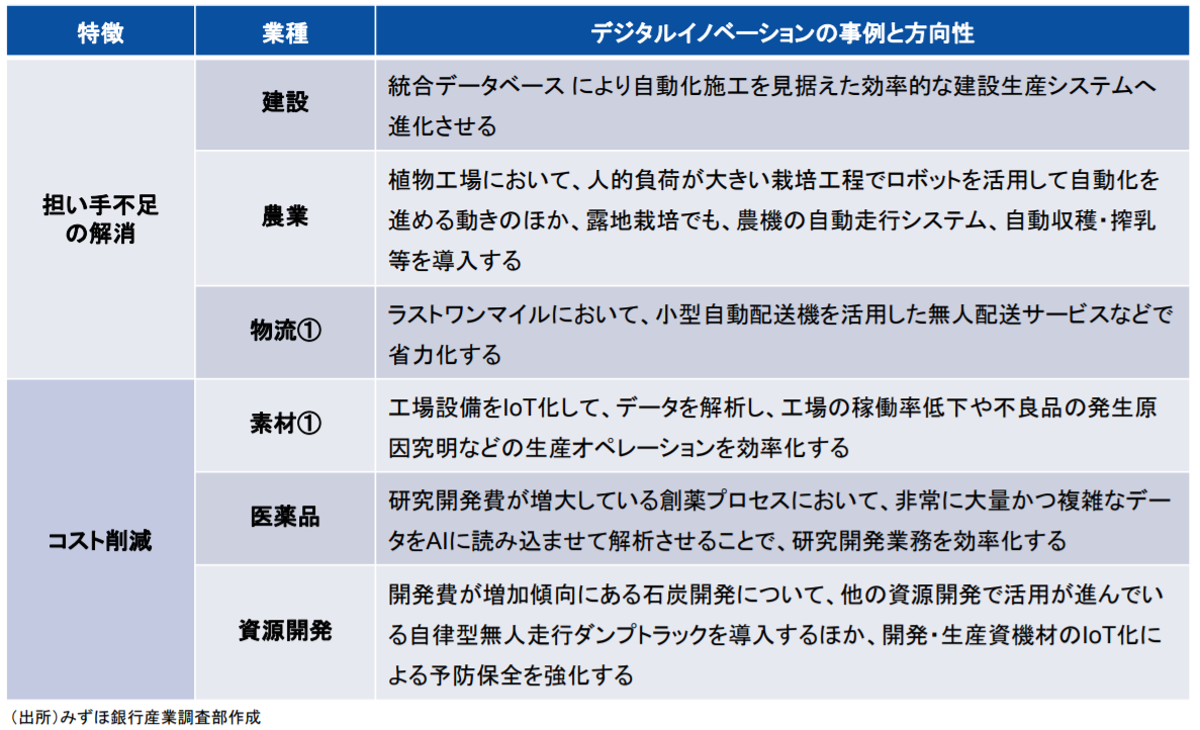 特徴 業種 デジタルイノベーションの事例と方向性
担い手不足
の解消
建設
統合データベース により自動化施工を見据えた効率的な建設生産システムへ
進化させる
農業
植物工場において、人的負荷が大きい栽培工程でロボットを活用して自動化を
進める動きのほか、露地栽培でも、農機の自動走行システム、自動収穫・搾乳
等を導入する
物流①
ラストワンマイルにおいて、小型自動配送機を活用した無人配送サービスなどで
省力化する
コスト削減
素材①
工場設備をIoT化して、データを解析し、工場の稼働率低下や不良品の発生原
因究明などの生産オペレーションを効率化する
医薬品
研究開発費が増大している創薬プロセスにおいて、非常に大量かつ複雑なデー
タをAIに読み込ませて解析させることで、研究開発業務を効率化する
資源開発
開発費が増加傾向にある石炭開発について、他の資源開発で活用が進んでい
る自律型無人走行ダンプトラックを導入するほか、開発・生産資機材のIoT化に
よる予防保全を強化する
（出所）みずほ銀行産業調査部作成